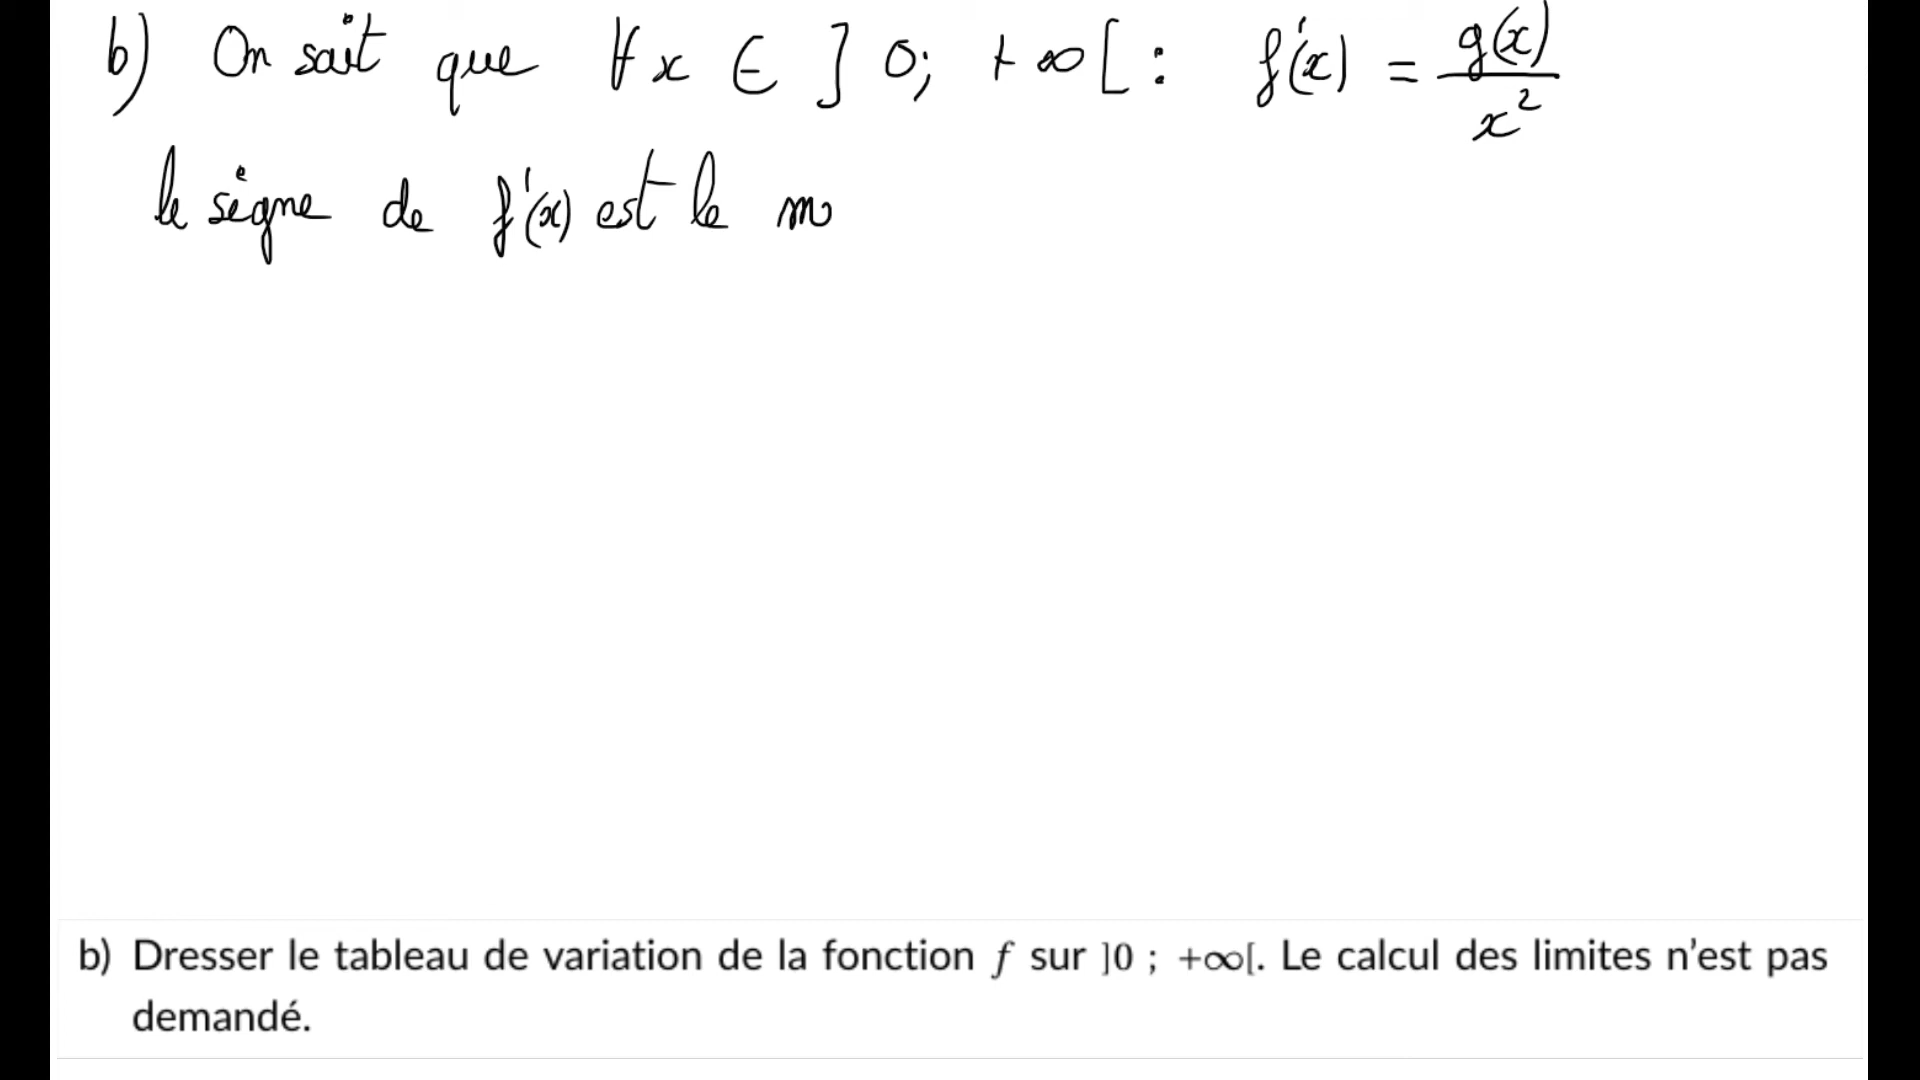 b) On sait que ∀x ∈ ]0; +∞[ : f'(x) = g(x)/x²
le signe de f'(x) est le m
b) Dresser le tableau de variation de la fonction f sur ]0 ; +∞[. Le calcul des limites n'est pas
demandé.